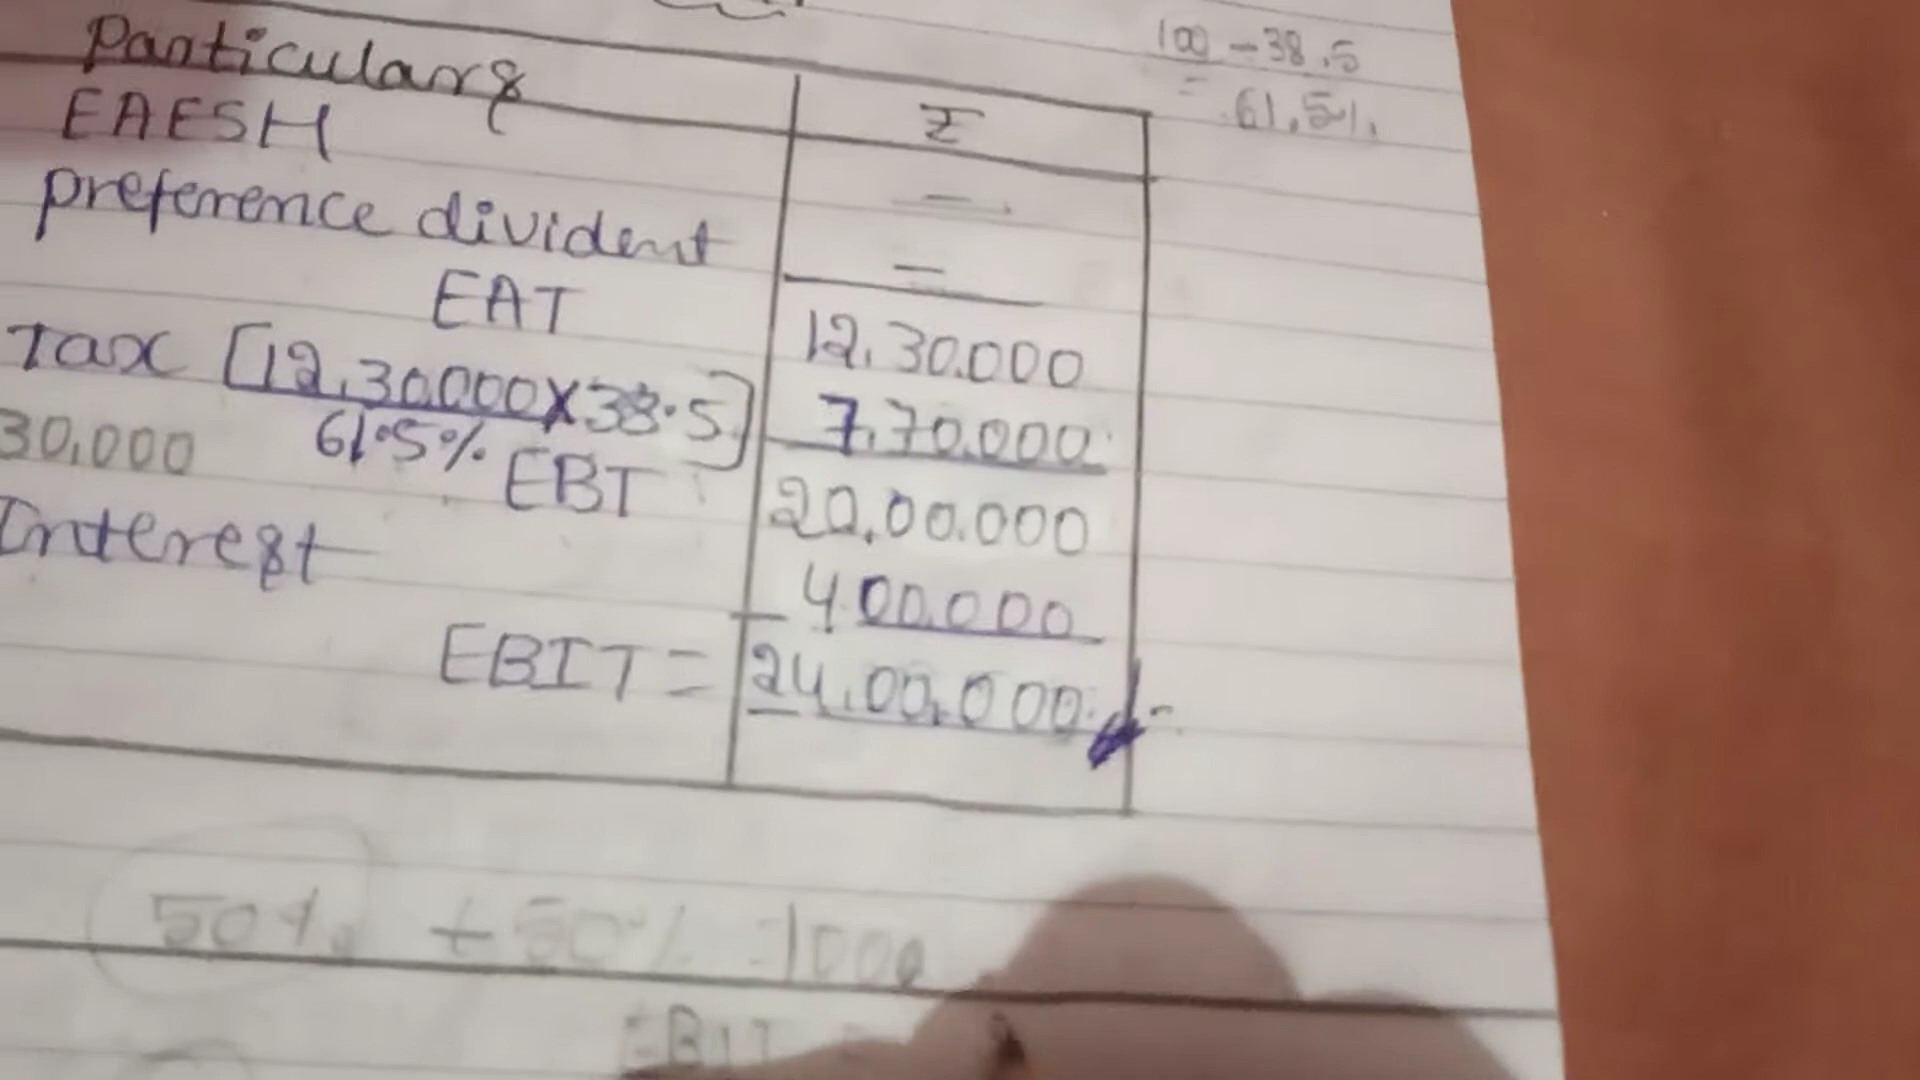 100 - 38.5
= 61.5%
Particulars ₹
EAESH —
preference divident —
EAT 12,30,000
Tax [12,30,000 x 38.5 7,70,000
61.5%]
30,000 EBT 20,00,000
Interest 4,00,000
EBIT = 24,00,000
50% + 50% 100
EBIT